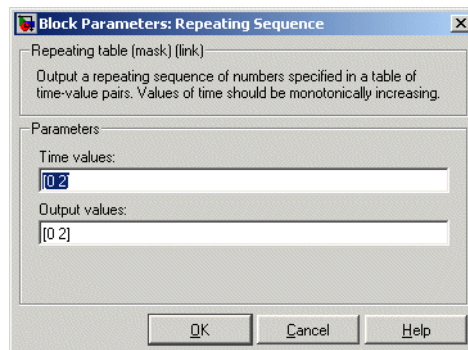 Block Parameters: Repeating Sequence
Repeating table (mask) (link)
Output a repeating sequence of numbers specified in a table of
time-value pairs. Values of time should be monotonically increasing.
Parameters
Time values:
[0 2]
Output values:
[0 2]
OK Cancel Help